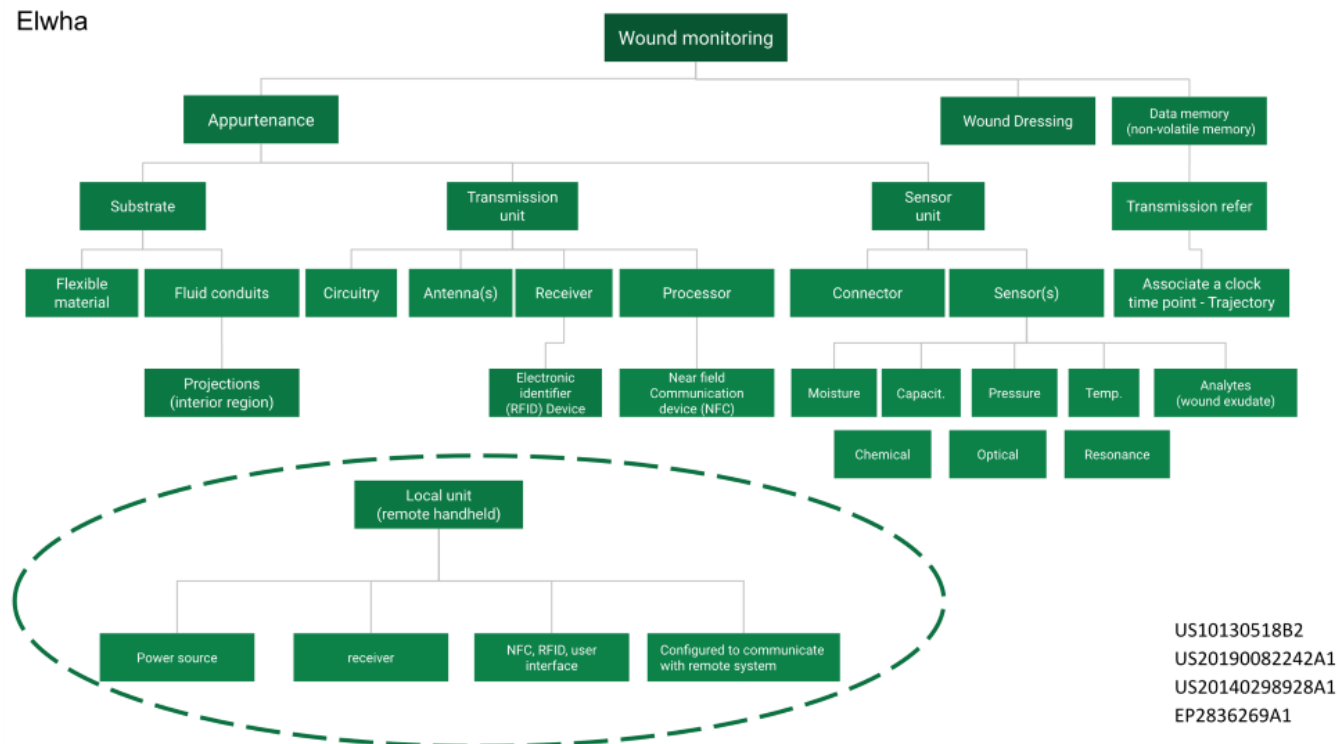 Elwha
Wound monitoring
Appurtenance
Wound Dressing
Data memory
(non-volatile memory)
Substrate
Transmission
unit
Sensor
unit
Transmission refer
Flexible
material
Fluid conduits
Circuitry
Antenna(s)
Receiver
Processor
Connector
Sensor(s)
Associate a clock
time point - Trajectory
Projections
(interior region)
Electronic
identifier
(RFID) Device
Near field
Communication
device (NFC)
Moisture
Capacit.
Pressure
Temp.
Analytes
(wound exudate)
Chemical
Optical
Resonance
Local unit
(remote handheld)
Power source
receiver
NFC, RFID, user
interface
Configured to communicate
with remote system
US10130518B2
US20190082242A1
US20140298928A1
EP2836269A1